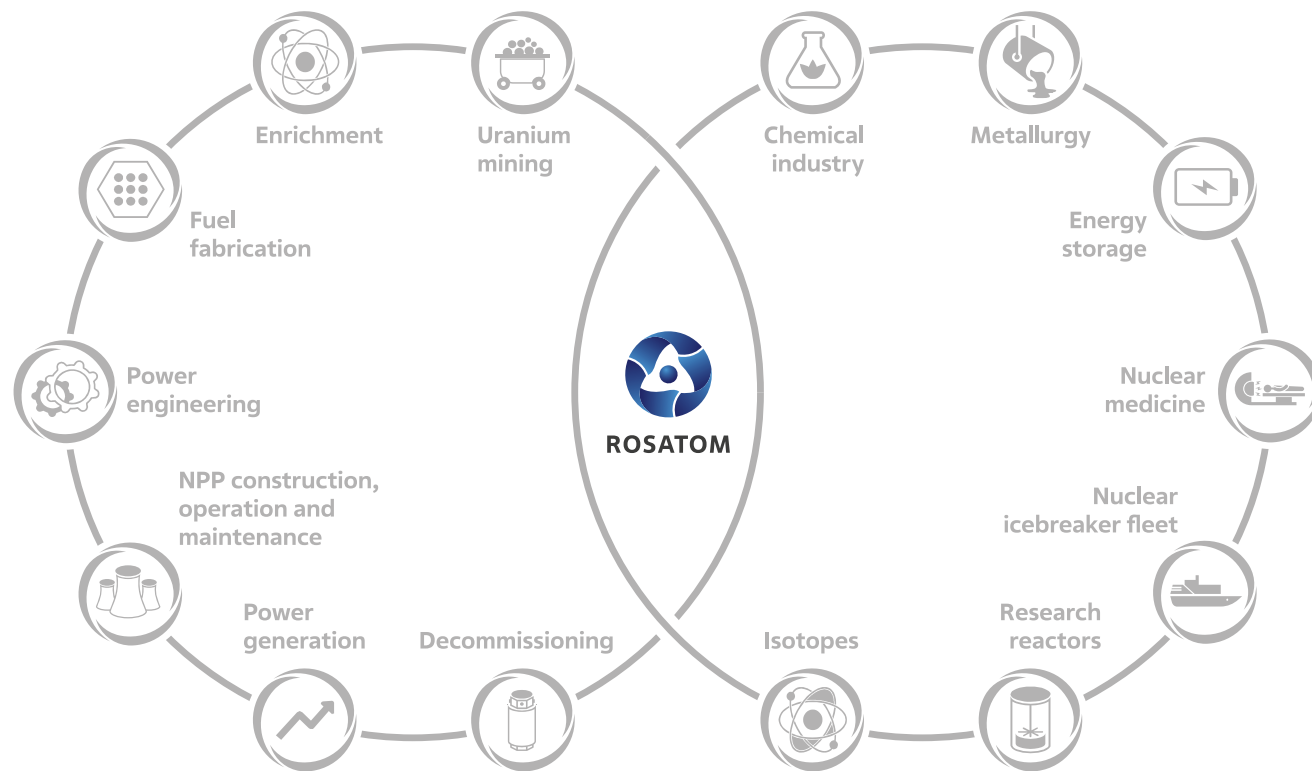 Enrichment
Uranium
mining
Chemical
industry
Metallurgy
Fuel
fabrication
Energy
storage
Power
engineering
Nuclear
medicine
ROSATOM
NPP construction,
operation and
maintenance
Nuclear
icebreaker fleet
Power
generation
Decommissioning
Isotopes
Research
reactors